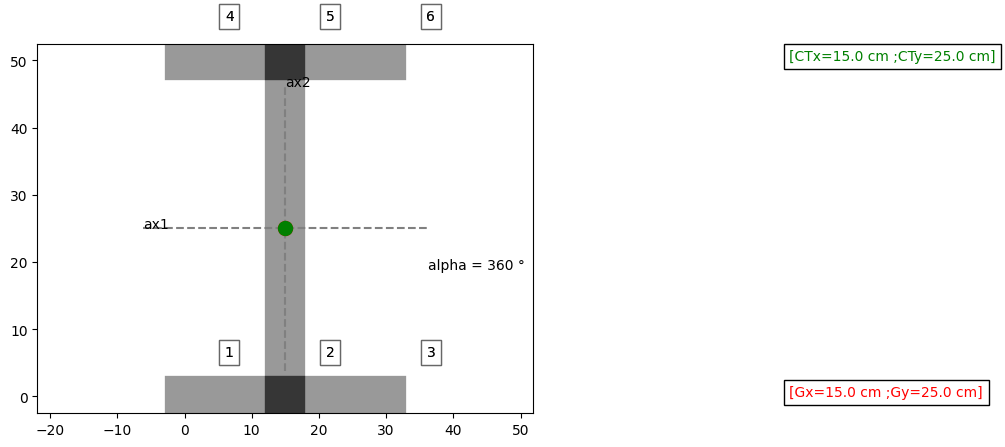 4 5 6
50 [CTx=15.0 cm ;CTy=25.0 cm]
ax2
40
30
ax1
20 alpha = 360 °
10
1 2 3
0 [Gx=15.0 cm ;Gy=25.0 cm]
−20 −10 0 10 20 30 40 50